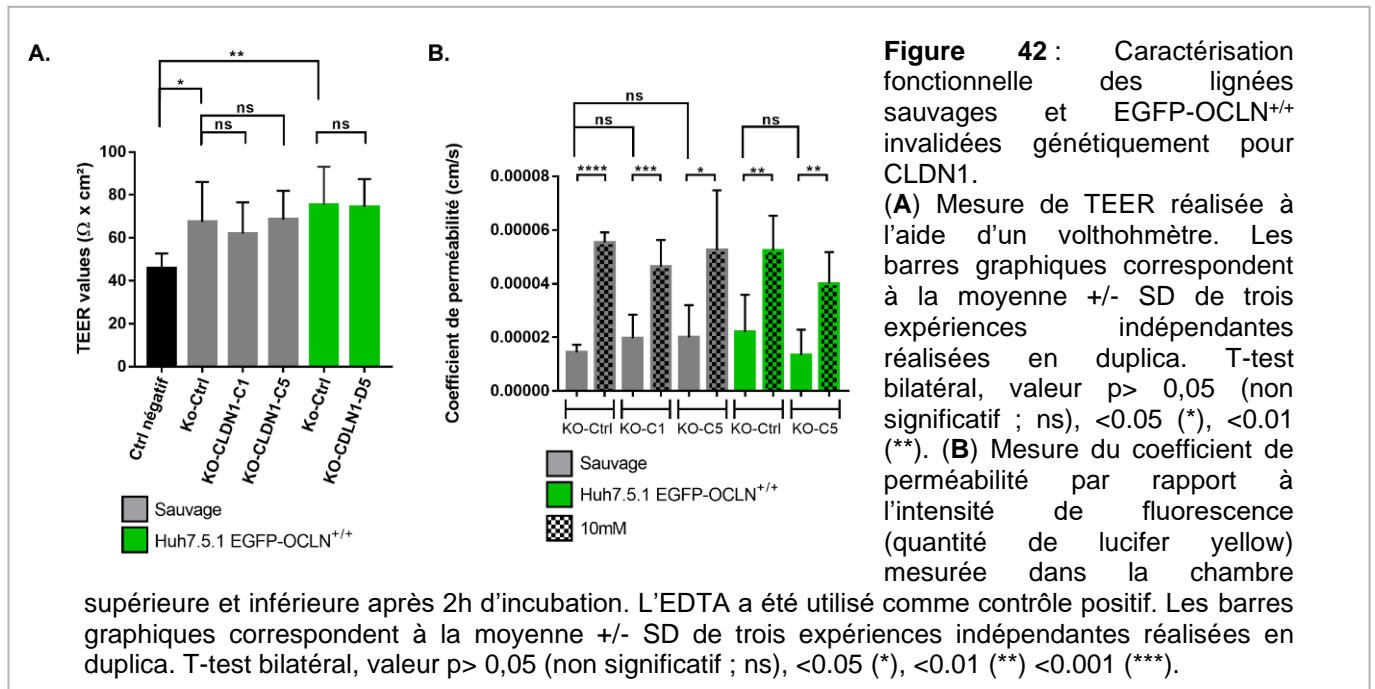 A.
**
*
ns
ns
ns
TEER values (Ω x cm²)
100
80
60
40
20
0
Ctrl négatif
Ko-Ctrl
KO-CLDN1-C1
KO-CLDN1-C5
Ko-Ctrl
KO-CDLN1-D5
Sauvage
Huh7.5.1 EGFP-OCLN+/+
B.
ns
ns
ns
****
***
*
**
**
Coefficient de perméabilité (cm/s)
0.00008
0.00006
0.00004
0.00002
0.00000
KO-Ctrl
KO-C1
KO-C5
KO-Ctrl
KO-C5
Sauvage
Huh7.5.1 EGFP-OCLN+/+
10mM
Figure 42 : Caractérisation
fonctionnelle des lignées
sauvages et EGFP-OCLN+/+
invalidées génétiquement pour
CLDN1.
(A) Mesure de TEER réalisée à
l'aide d'un volthohmètre. Les
barres graphiques correspondent
à la moyenne +/- SD de trois
expériences indépendantes
réalisées en duplica. T-test
bilatéral, valeur p> 0,05 (non
significatif ; ns), <0.05 (*), <0.01
(**). (B) Mesure du coefficient de
perméabilité par rapport à
l'intensité de fluorescence
(quantité de lucifer yellow)
mesurée dans la chambre
supérieure et inférieure après 2h d'incubation. L'EDTA a été utilisé comme contrôle positif. Les barres
graphiques correspondent à la moyenne +/- SD de trois expériences indépendantes réalisées en
duplica. T-test bilatéral, valeur p> 0,05 (non significatif ; ns), <0.05 (*), <0.01 (**) <0.001 (***).